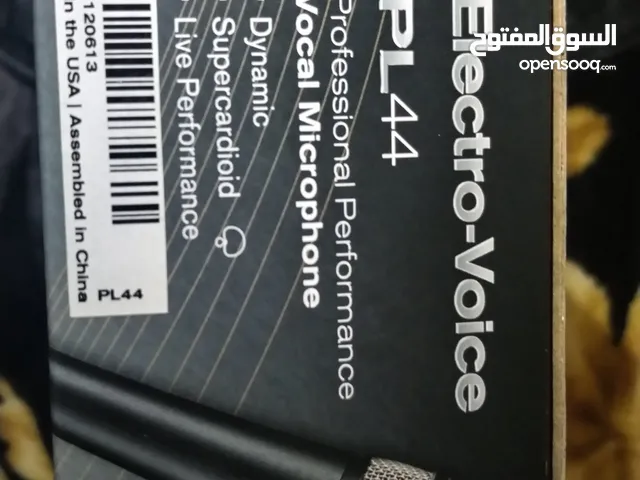 السوق المفتوح
opensooq.com
Electro-Voice
PL44
Professional Performance
Vocal Microphone
Dynamic
Supercardioid
Live Performance
120613
in the USA | Assembled in China
PL44